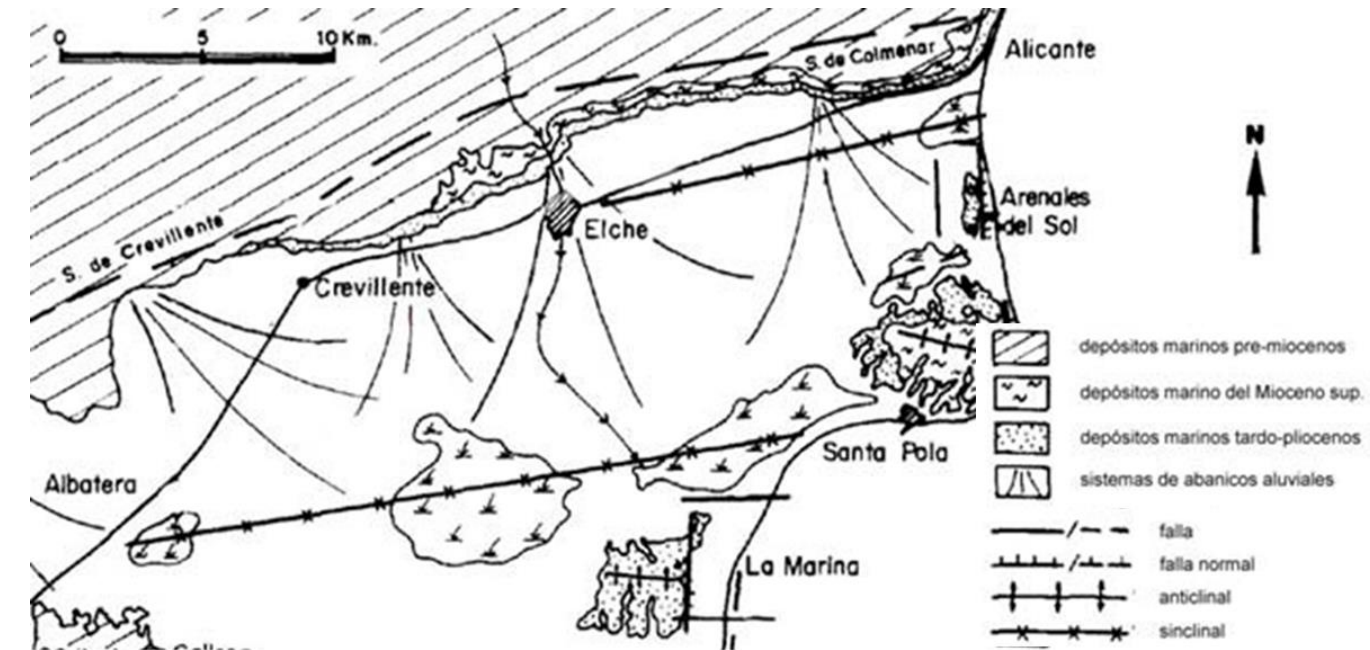 0 5 10 Km.
S. de Colmenar
Alicante
N
Arenales
del Sol
Elche
S. de Crevillente
Crevillente
depósitos marinos pre-miocenos
depósitos marino del Mioceno sup.
depósitos marinos tardo-pliocenos
sistemas de abanicos aluviales
Santa Pola
Albatera
falla
falla normal
La Marina
anticlinal
sinclinal